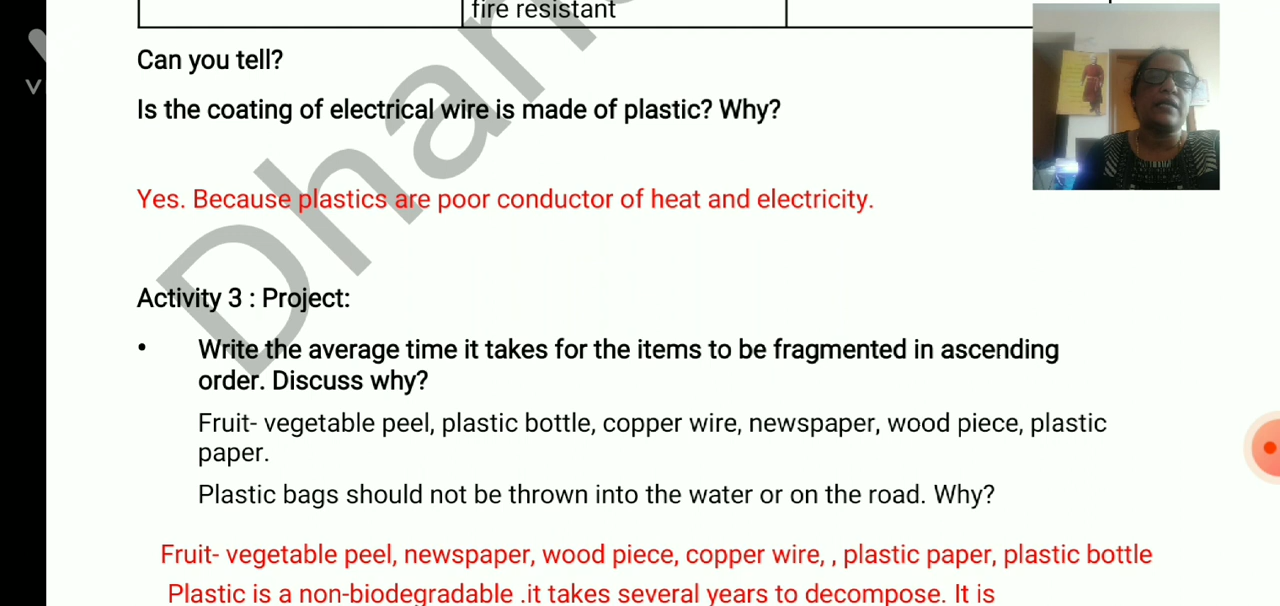 fire resistant
Can you tell?
Is the coating of electrical wire is made of plastic? Why?
Yes. Because plastics are poor conductor of heat and electricity.
Activity 3 : Project:
• Write the average time it takes for the items to be fragmented in ascending
order. Discuss why?
Fruit- vegetable peel, plastic bottle, copper wire, newspaper, wood piece, plastic
paper.
Plastic bags should not be thrown into the water or on the road. Why?
Fruit- vegetable peel, newspaper, wood piece, copper wire, , plastic paper, plastic bottle
Plastic is a non-biodegradable .it takes several years to decompose. It is